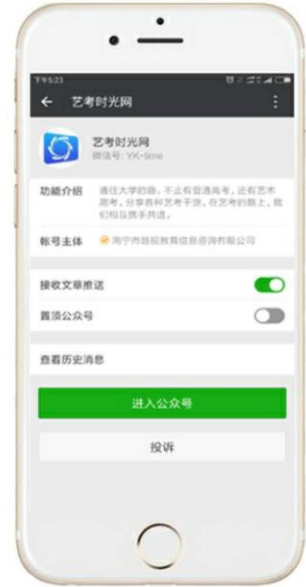 下午5:23
艺考时光网
艺考时光网
微信号: YK-time
功能介绍
通往大学的路，不止有普通高考，还有艺术
高考。分享各种艺考干货，在艺考的路上，我
们相互携手共进。
帐号主体
南宁市
教育信息咨询有限公司
接收文章推送
置顶公众号
查看历史消息
进入公众号
投诉